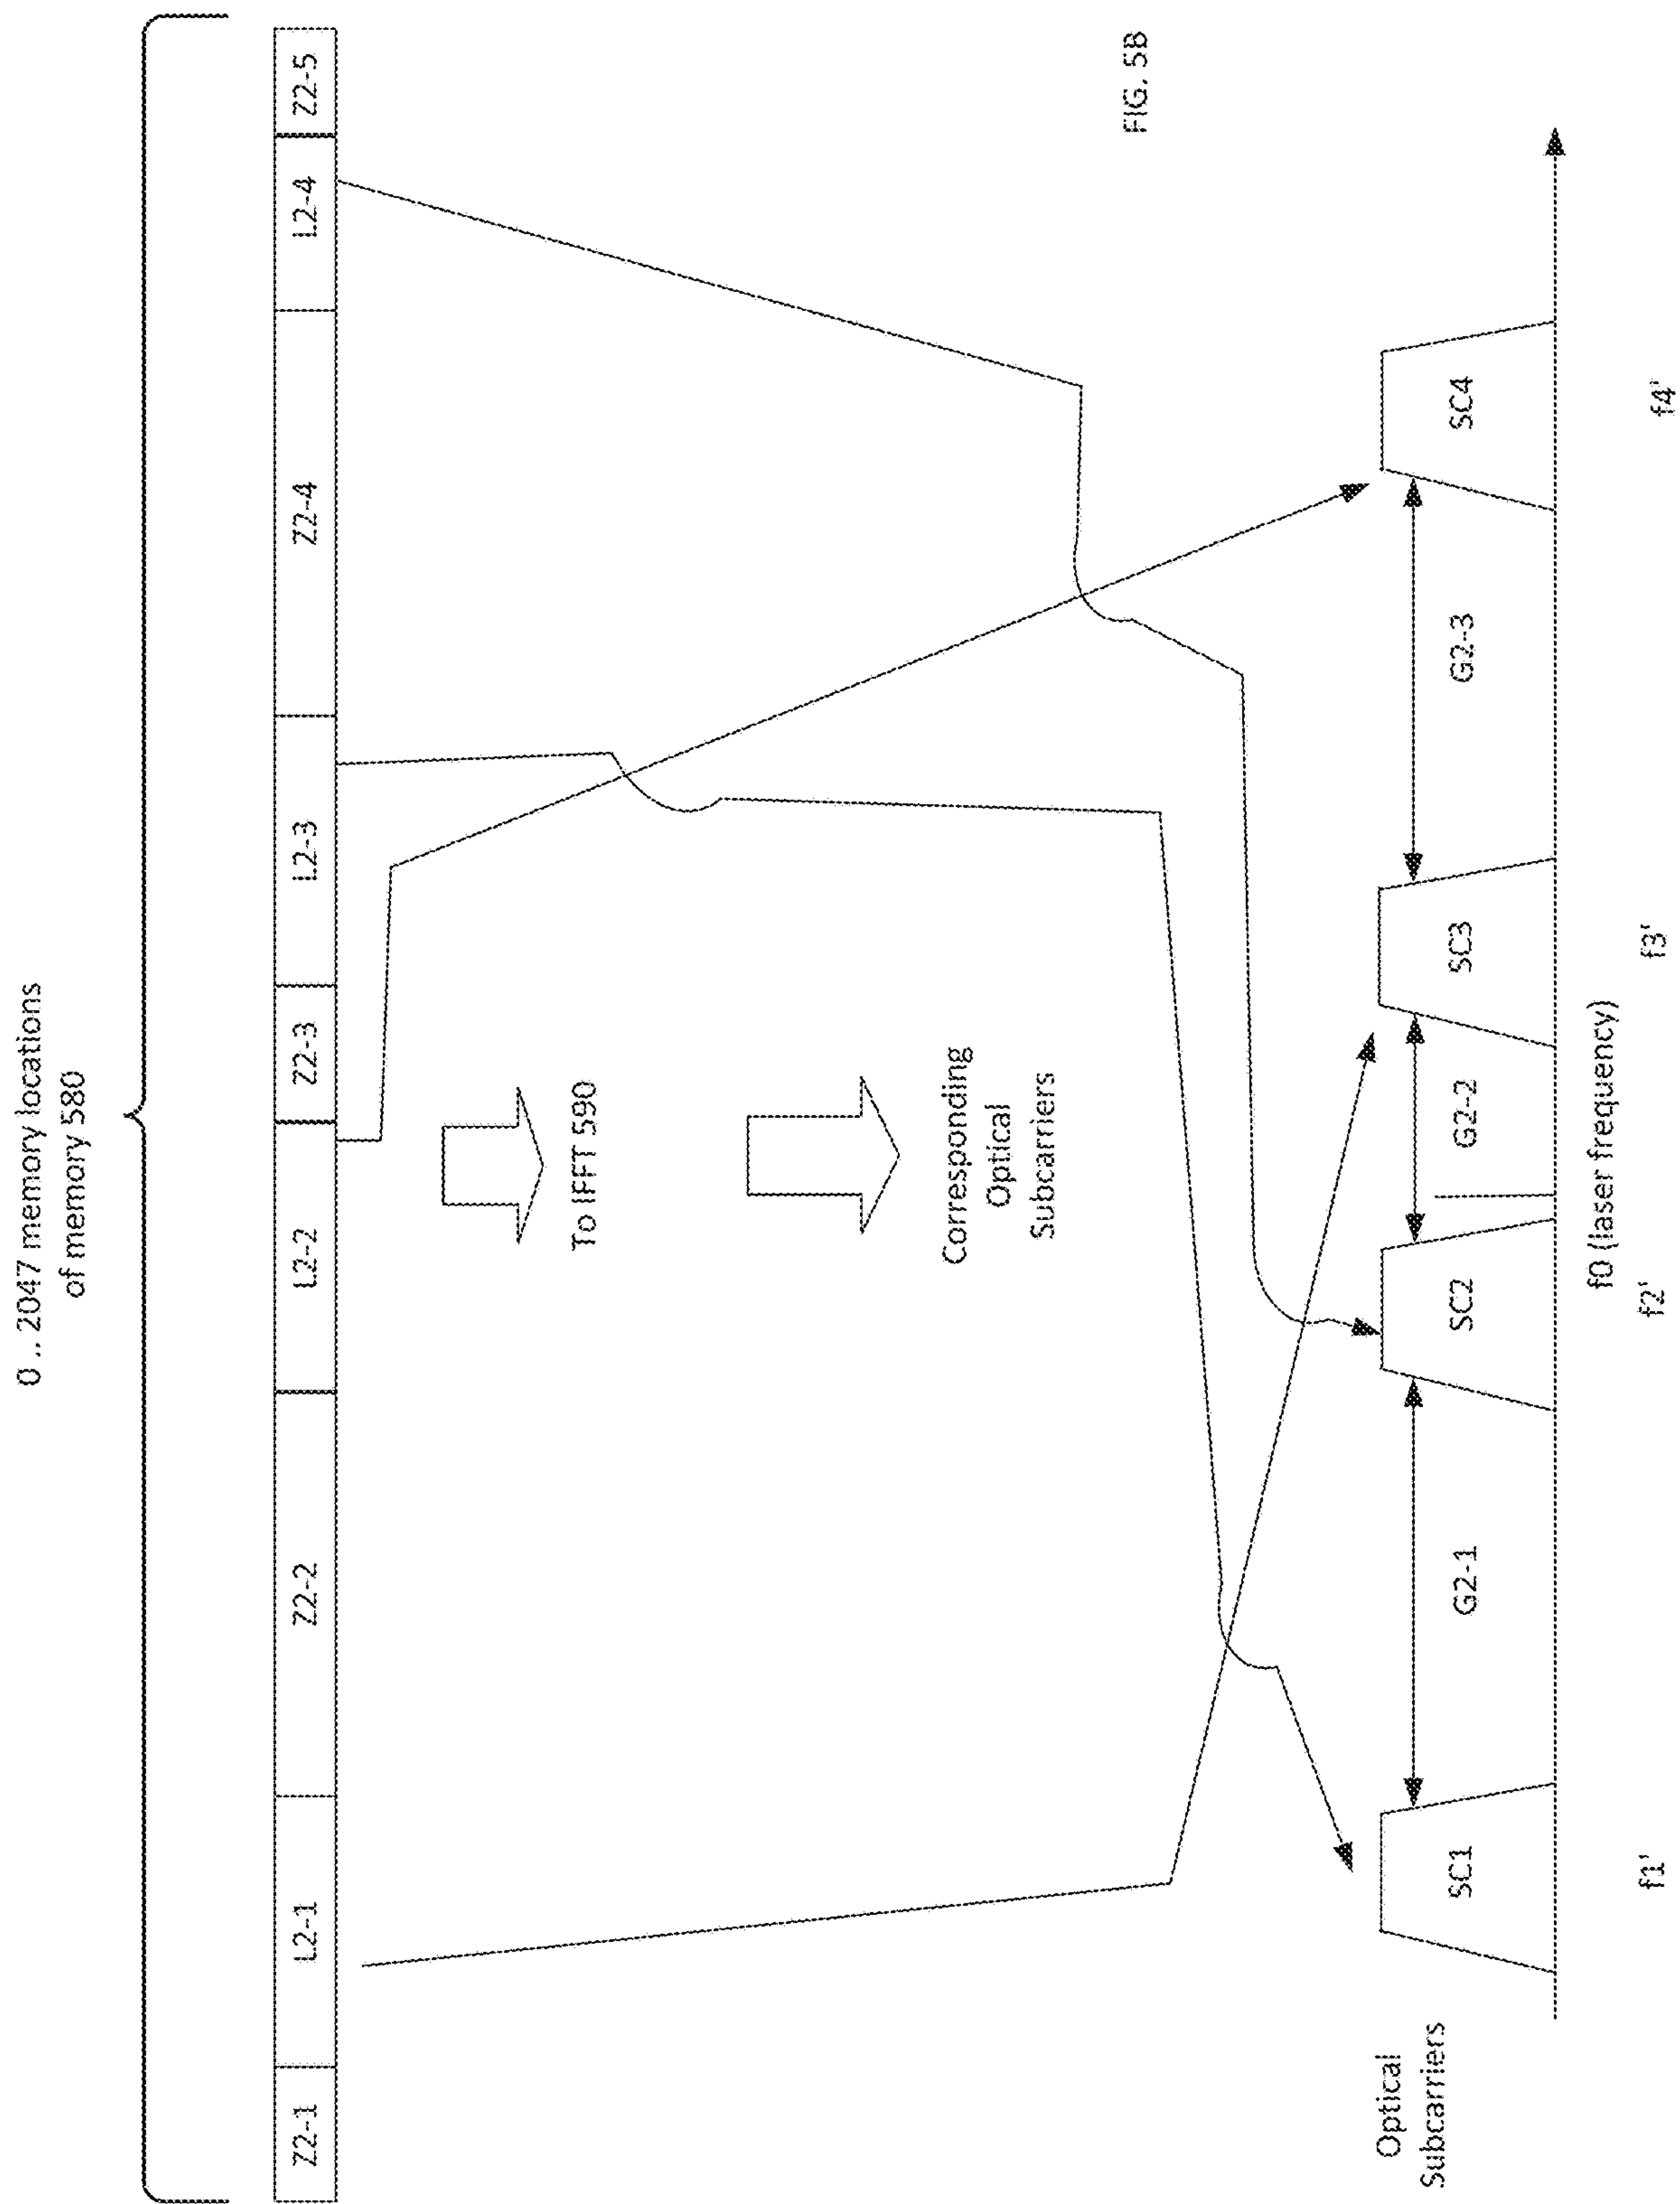 0 .. 2047 memory locations
of memory 580
Z2-1
L2-1
Z2-2
L2-2
Z2-3
L2-3
Z2-4
L2-4
Z2-5
To IFFT 590
Corresponding
Optical
Subcarriers
FIG. 5B
Optical
Subcarriers
SC1
G2-1
SC2
G2-2
SC3
G2-3
SC4
f0 (laser frequency)
f1'
f2'
f3'
f4'